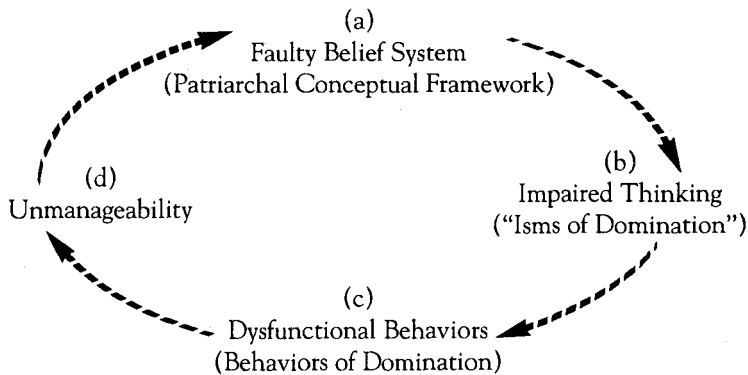 (a)
Faulty Belief System
(Patriarchal Conceptual Framework)
(b)
Impaired Thinking
("Isms of Domination")
(c)
Dysfunctional Behaviors
(Behaviors of Domination)
(d)
Unmanageability